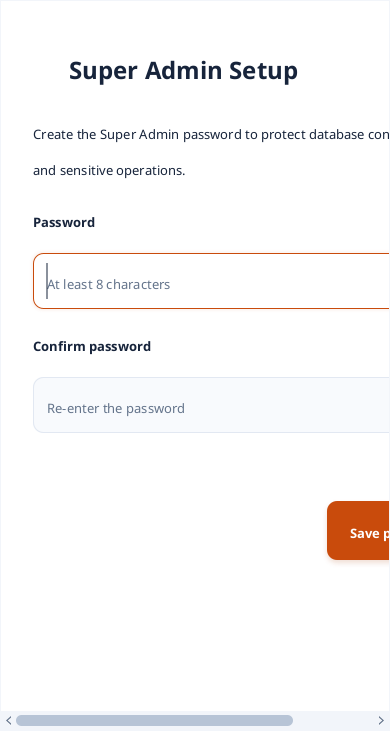 Super Admin Setup
Create the Super Admin password to protect database
and sensitive operations.
Password
At least 8 characters
Confirm password
Re-enter the password
Save